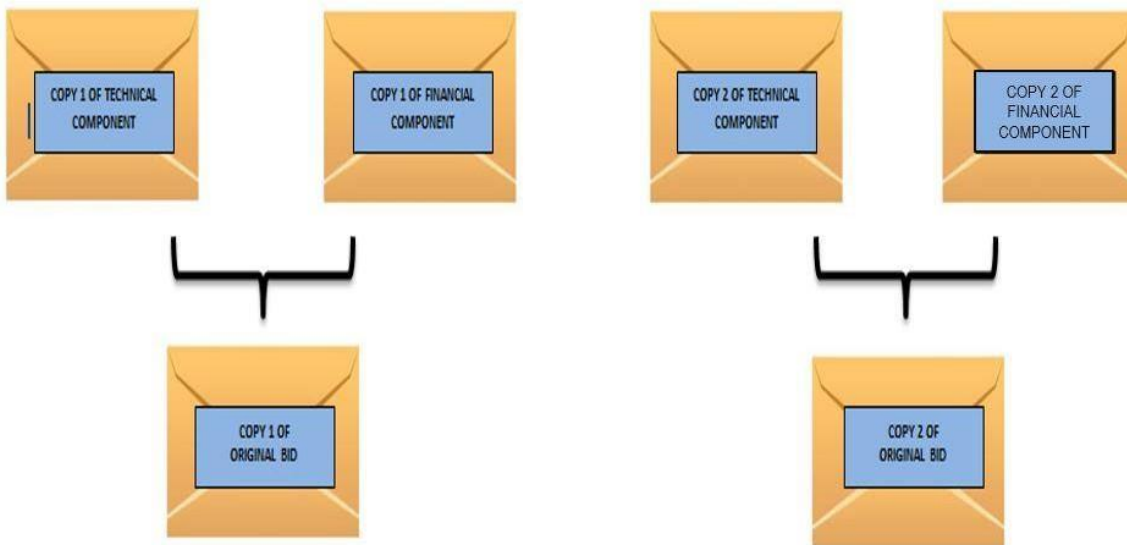 COPY 1 OF TECHNICAL
COMPONENT
COPY 1 OF FINANCIAL
COMPONENT
COPY 2 OF TECHNICAL
COMPONENT
COPY 2 OF
FINANCIAL
COMPONENT
COPY 1 OF
ORIGINAL BID
COPY 2 OF
ORIGINAL BID